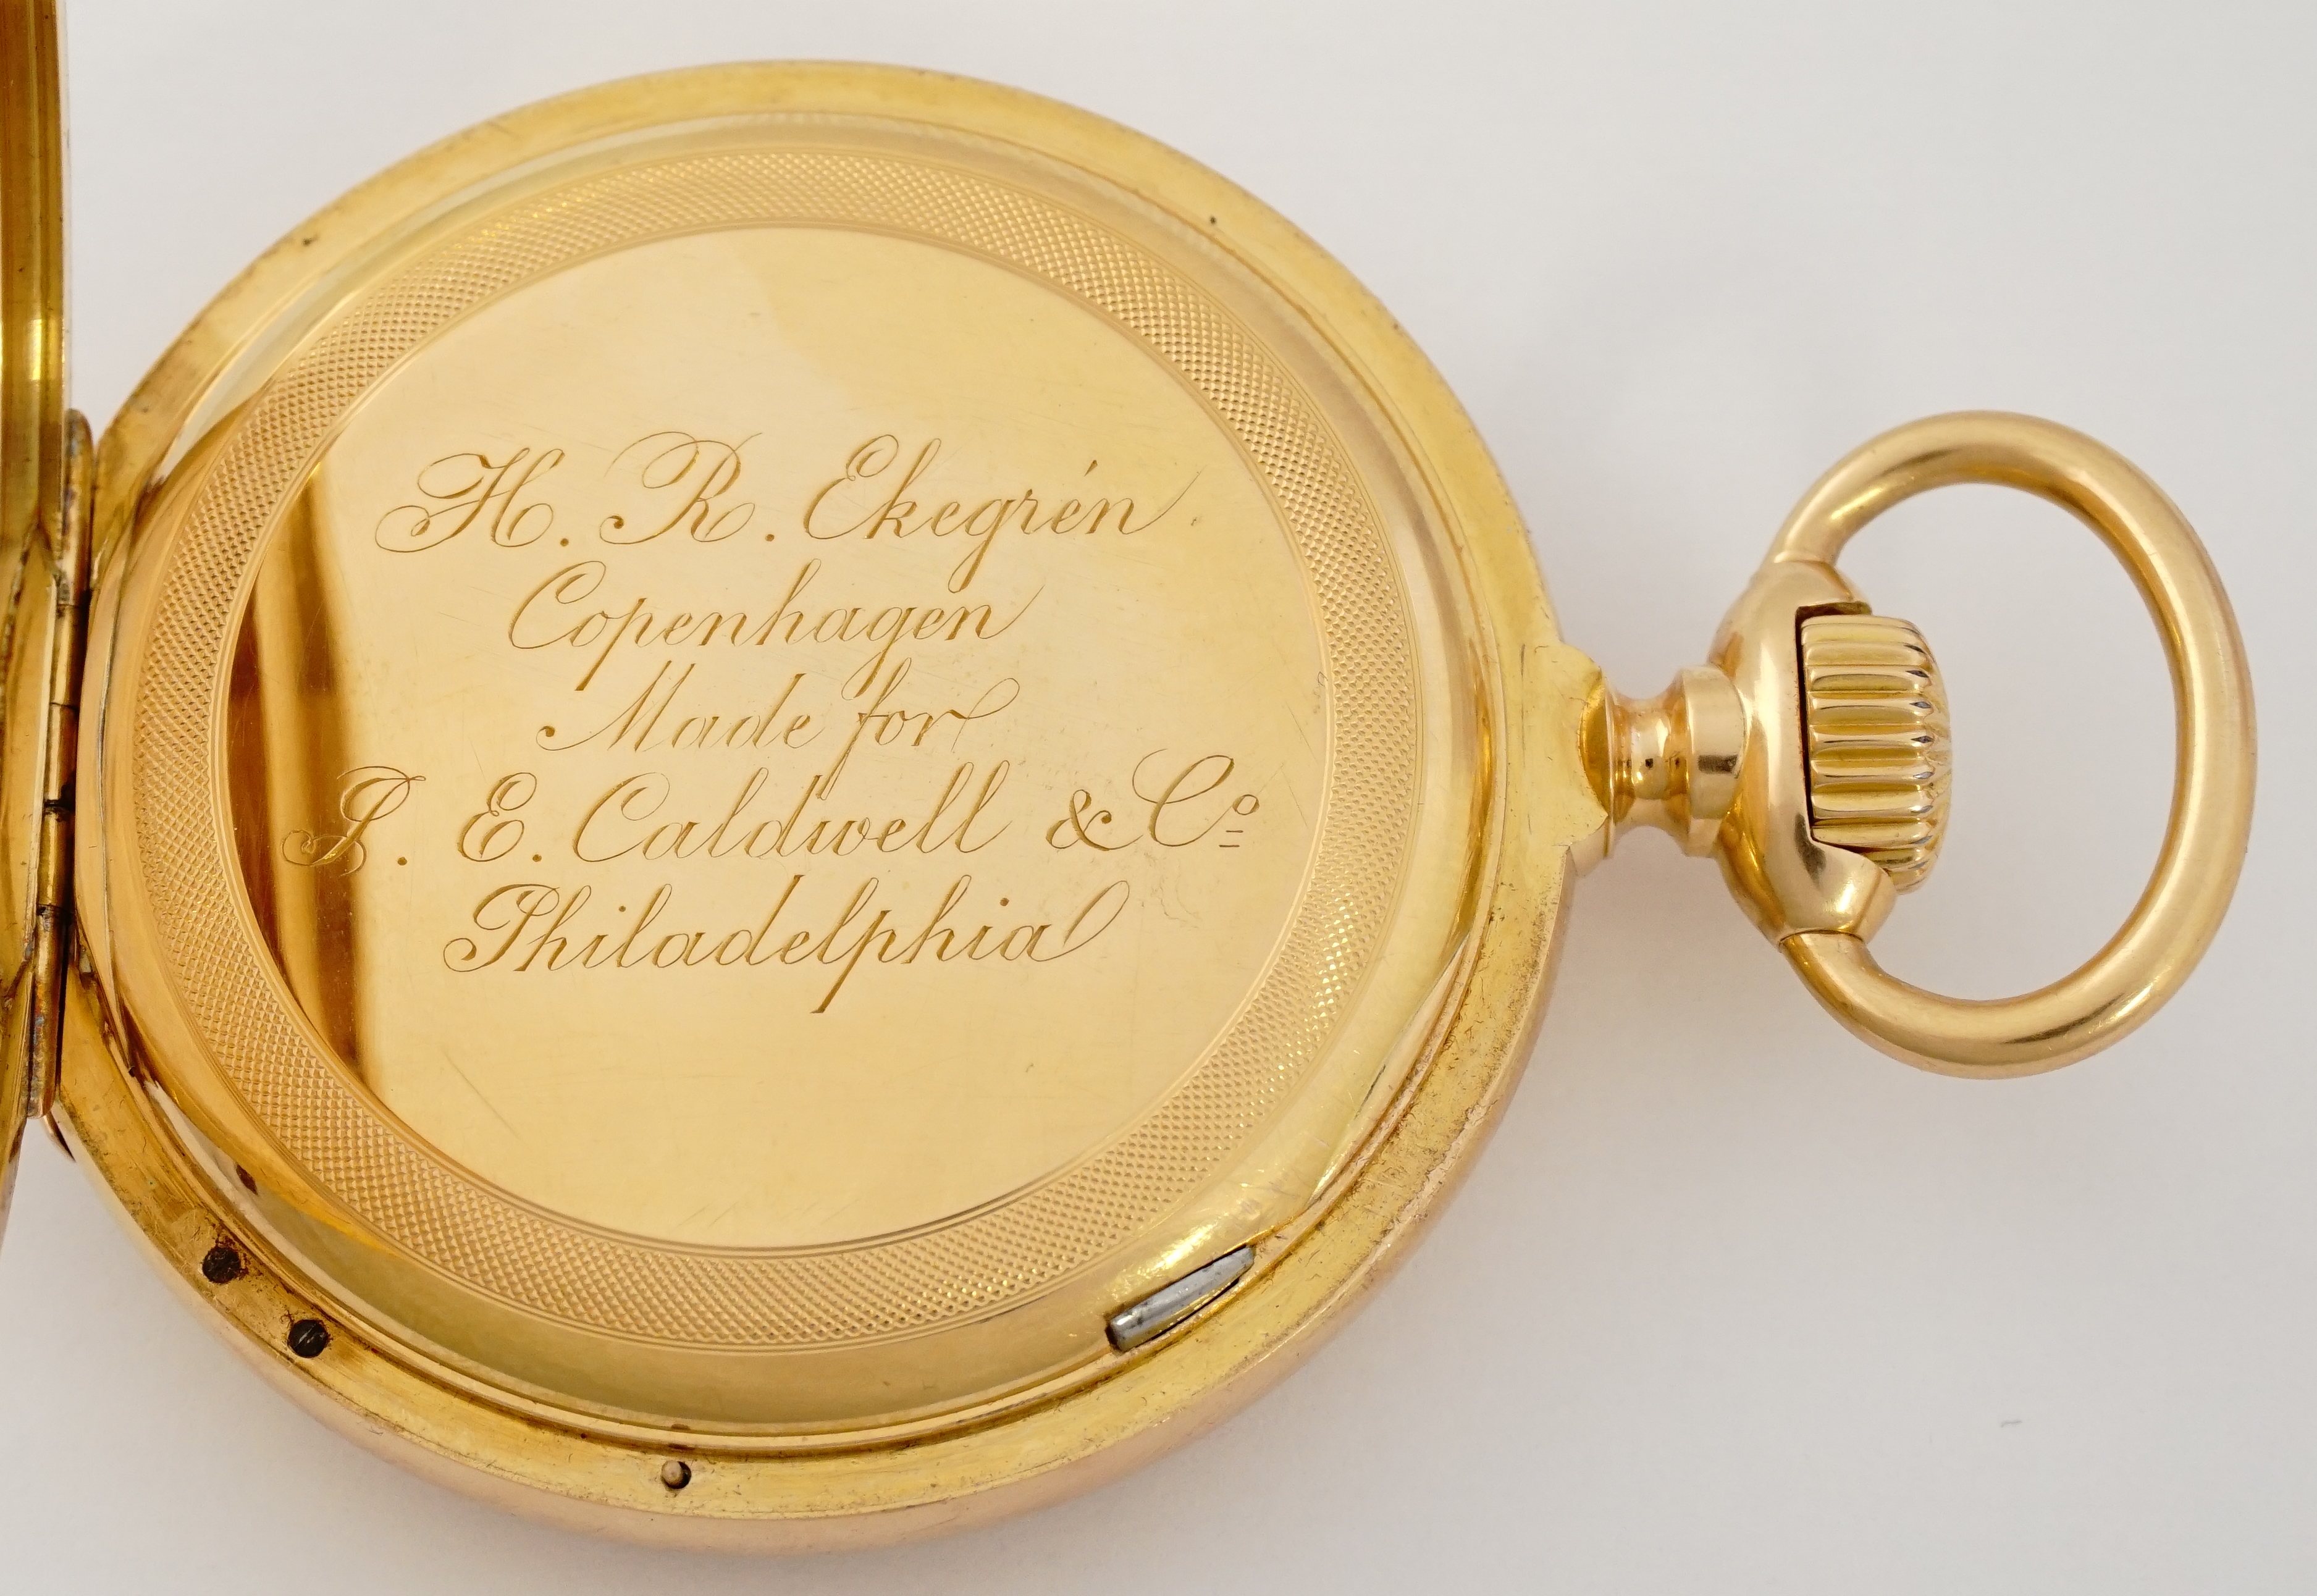 H. R. Ekegrén
Copenhagen
Made for
J. E. Caldwell & Cº
Philadelphia